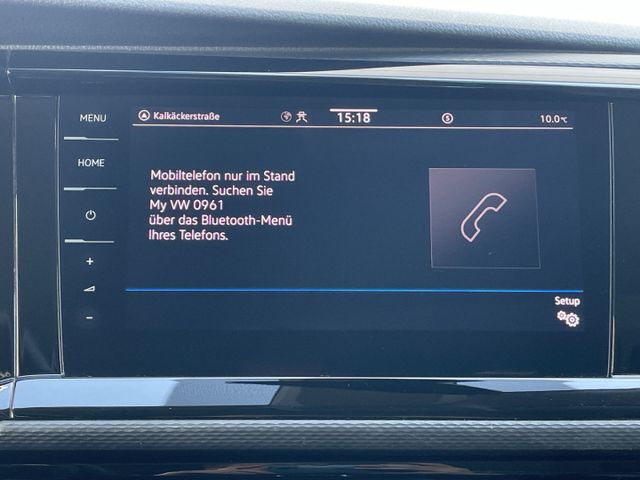 MENU
Kalkäckerstraße
15:18
10.0°C
HOME
Mobiltelefon nur im Stand
verbinden. Suchen Sie
My VW 0961
über das Bluetooth-Menü
Ihres Telefons.
+
-
Setup